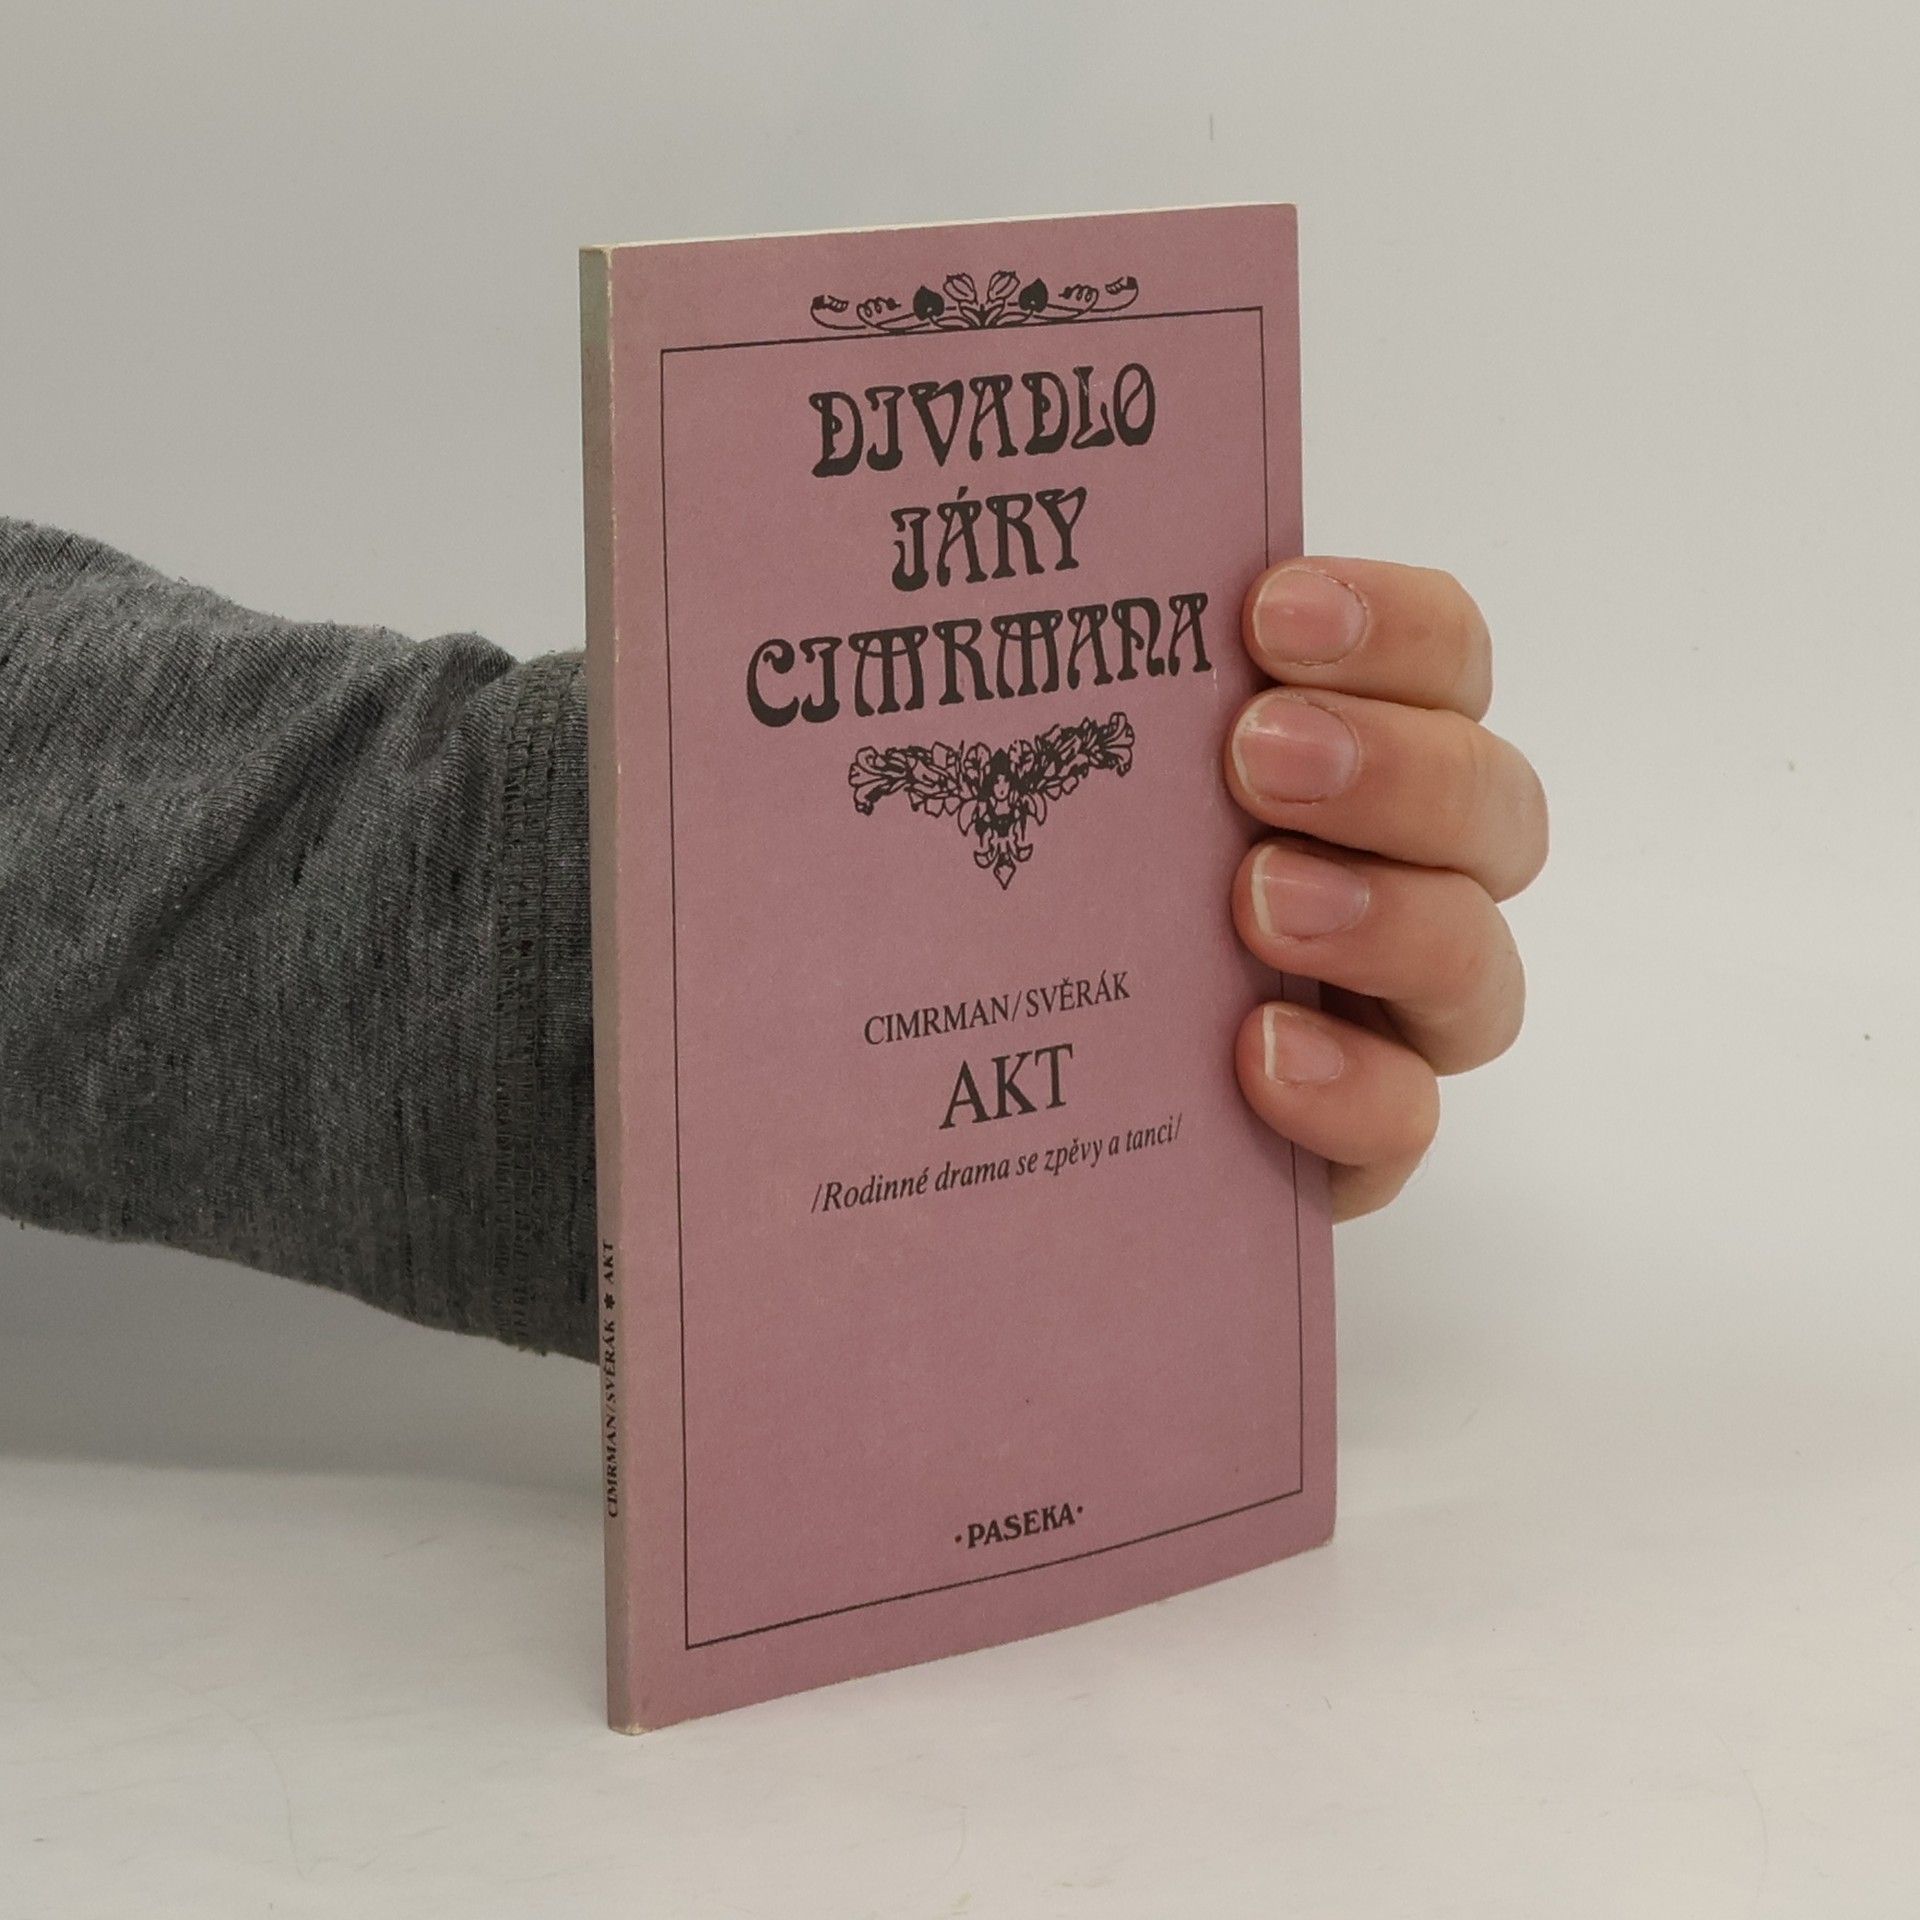 DIVADLO
JÁRY
CIMRMANA
CIMRMAN/SVĚRÁK
AKT
/Rodinné drama se zpěvy a tanci/
·PASEKA·
CIMRMAN/SVĚRÁK * AKT